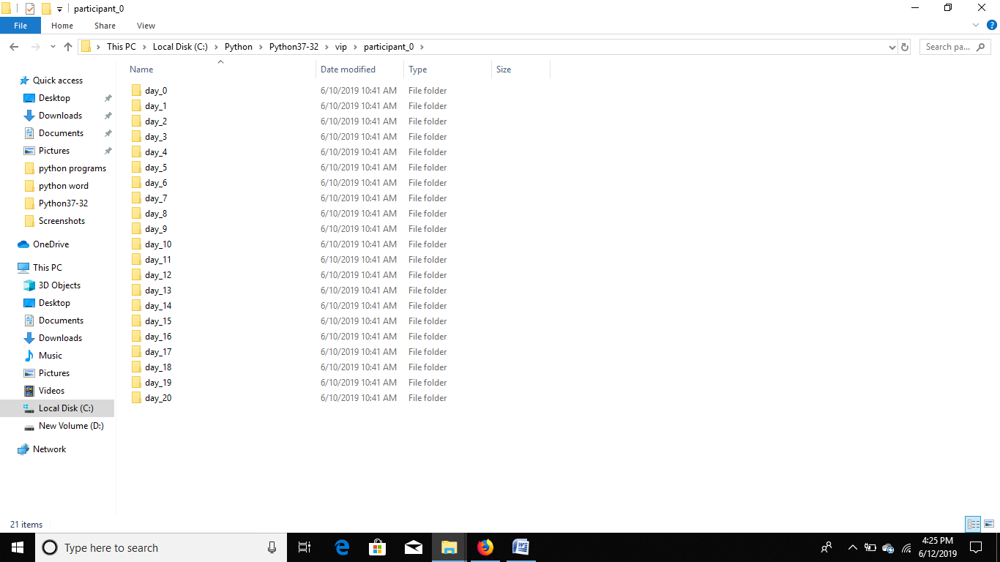 participant_0
File Home Share View
This PC Local Disk (C:) Python Python37-32 vip participant_0 Search pa...
Name Date modified Type Size
Quick access
Desktop
Downloads
Documents
Pictures
python programs
python word
Python37-32
Screenshots
OneDrive
This PC
3D Objects
Desktop
Documents
Downloads
Music
Pictures
Videos
Local Disk (C:)
New Volume (D:)
Network
day_0 6/10/2019 10:41 AM File folder
day_1 6/10/2019 10:41 AM File folder
day_2 6/10/2019 10:41 AM File folder
day_3 6/10/2019 10:41 AM File folder
day_4 6/10/2019 10:41 AM File folder
day_5 6/10/2019 10:41 AM File folder
day_6 6/10/2019 10:41 AM File folder
day_7 6/10/2019 10:41 AM File folder
day_8 6/10/2019 10:41 AM File folder
day_9 6/10/2019 10:41 AM File folder
day_10 6/10/2019 10:41 AM File folder
day_11 6/10/2019 10:41 AM File folder
day_12 6/10/2019 10:41 AM File folder
day_13 6/10/2019 10:41 AM File folder
day_14 6/10/2019 10:41 AM File folder
day_15 6/10/2019 10:41 AM File folder
day_16 6/10/2019 10:41 AM File folder
day_17 6/10/2019 10:41 AM File folder
day_18 6/10/2019 10:41 AM File folder
day_19 6/10/2019 10:41 AM File folder
day_20 6/10/2019 10:41 AM File folder
21 items
Type here to search
4:25 PM
6/12/2019